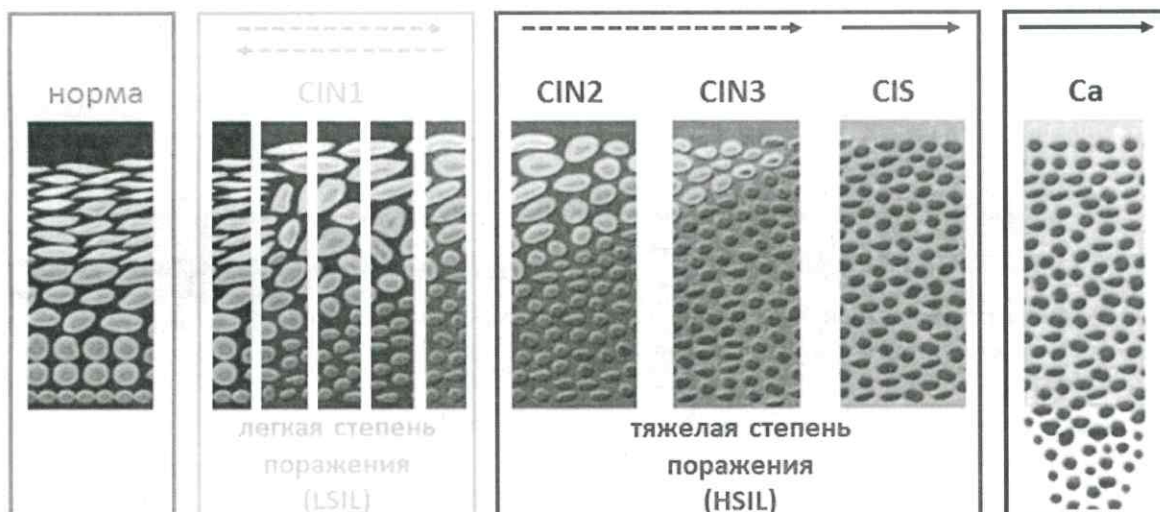 норма
CIN1
CIN2
CIN3
CIS
Ca
легкая степень
поражения
(LSIL)
тяжелая степень
поражения
(HSIL)